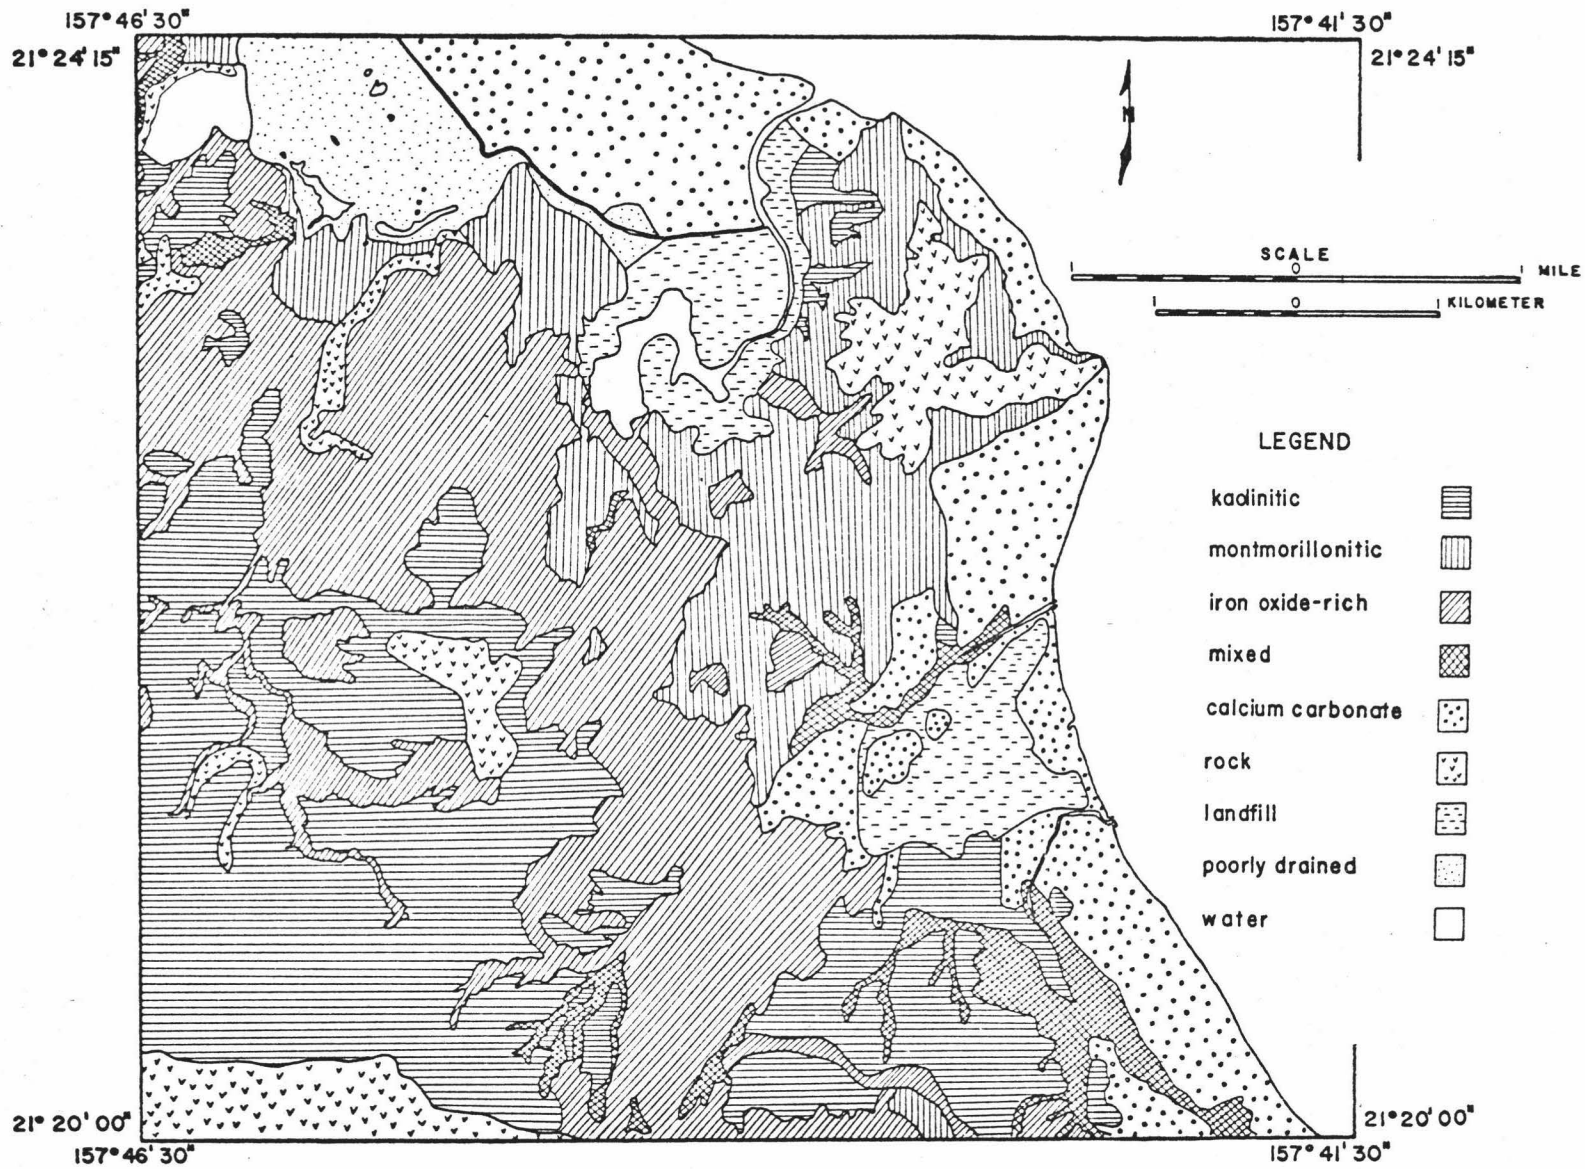 157° 46' 30"
157° 41' 30"
21° 24' 15"
21° 24' 15"
N
SCALE
1 0 1 MILE
1 0 1 KILOMETER
LEGEND
kaolinitic
montmorillonitic
iron oxide-rich
mixed
calcium carbonate
rock
landfill
poorly drained
water
21° 20' 00"
21° 20' 00"
157° 46' 30"
157° 41' 30"